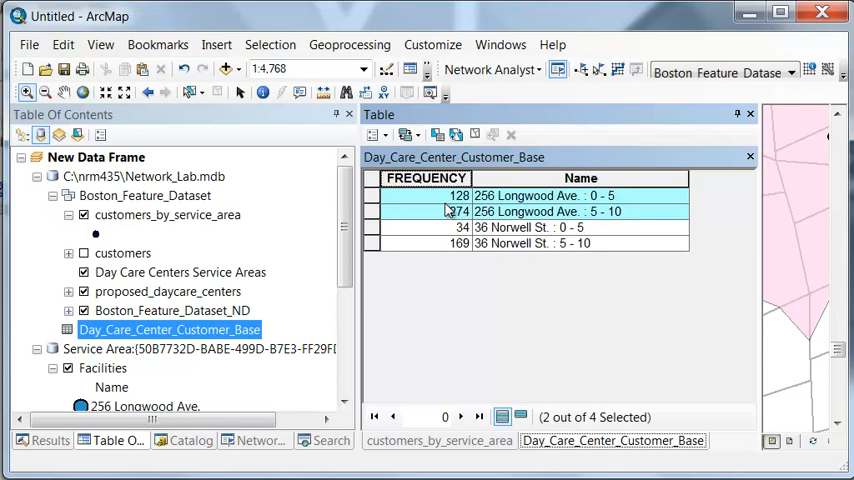 Untitled - ArcMap
File Edit View Bookmarks Insert Selection Geoprocessing Customize Windows Help
1:4,768 Network Analyst Boston_Feature_Datase
Table Of Contents
New Data Frame
C:\nrm435\Network_Lab.mdb
Boston_Feature_Dataset
customers_by_service_area
customers
Day Care Centers Service Areas
proposed_daycare_centers
Boston_Feature_Dataset_ND
Day_Care_Center_Customer_Base
Service Area:{50B7732D-BABE-499D-B7E3-FF29FD
Facilities
Name
256 Longwood Ave.
Results Table O... Catalog Networ... Search
Table
Day_Care_Center_Customer_Base
FREQUENCY Name
128 256 Longwood Ave. : 0 - 5
274 256 Longwood Ave. : 5 - 10
34 36 Norwell St. : 0 - 5
169 36 Norwell St. : 5 - 10
0 (2 out of 4 Selected)
customers_by_service_area Day_Care_Center_Customer_Base